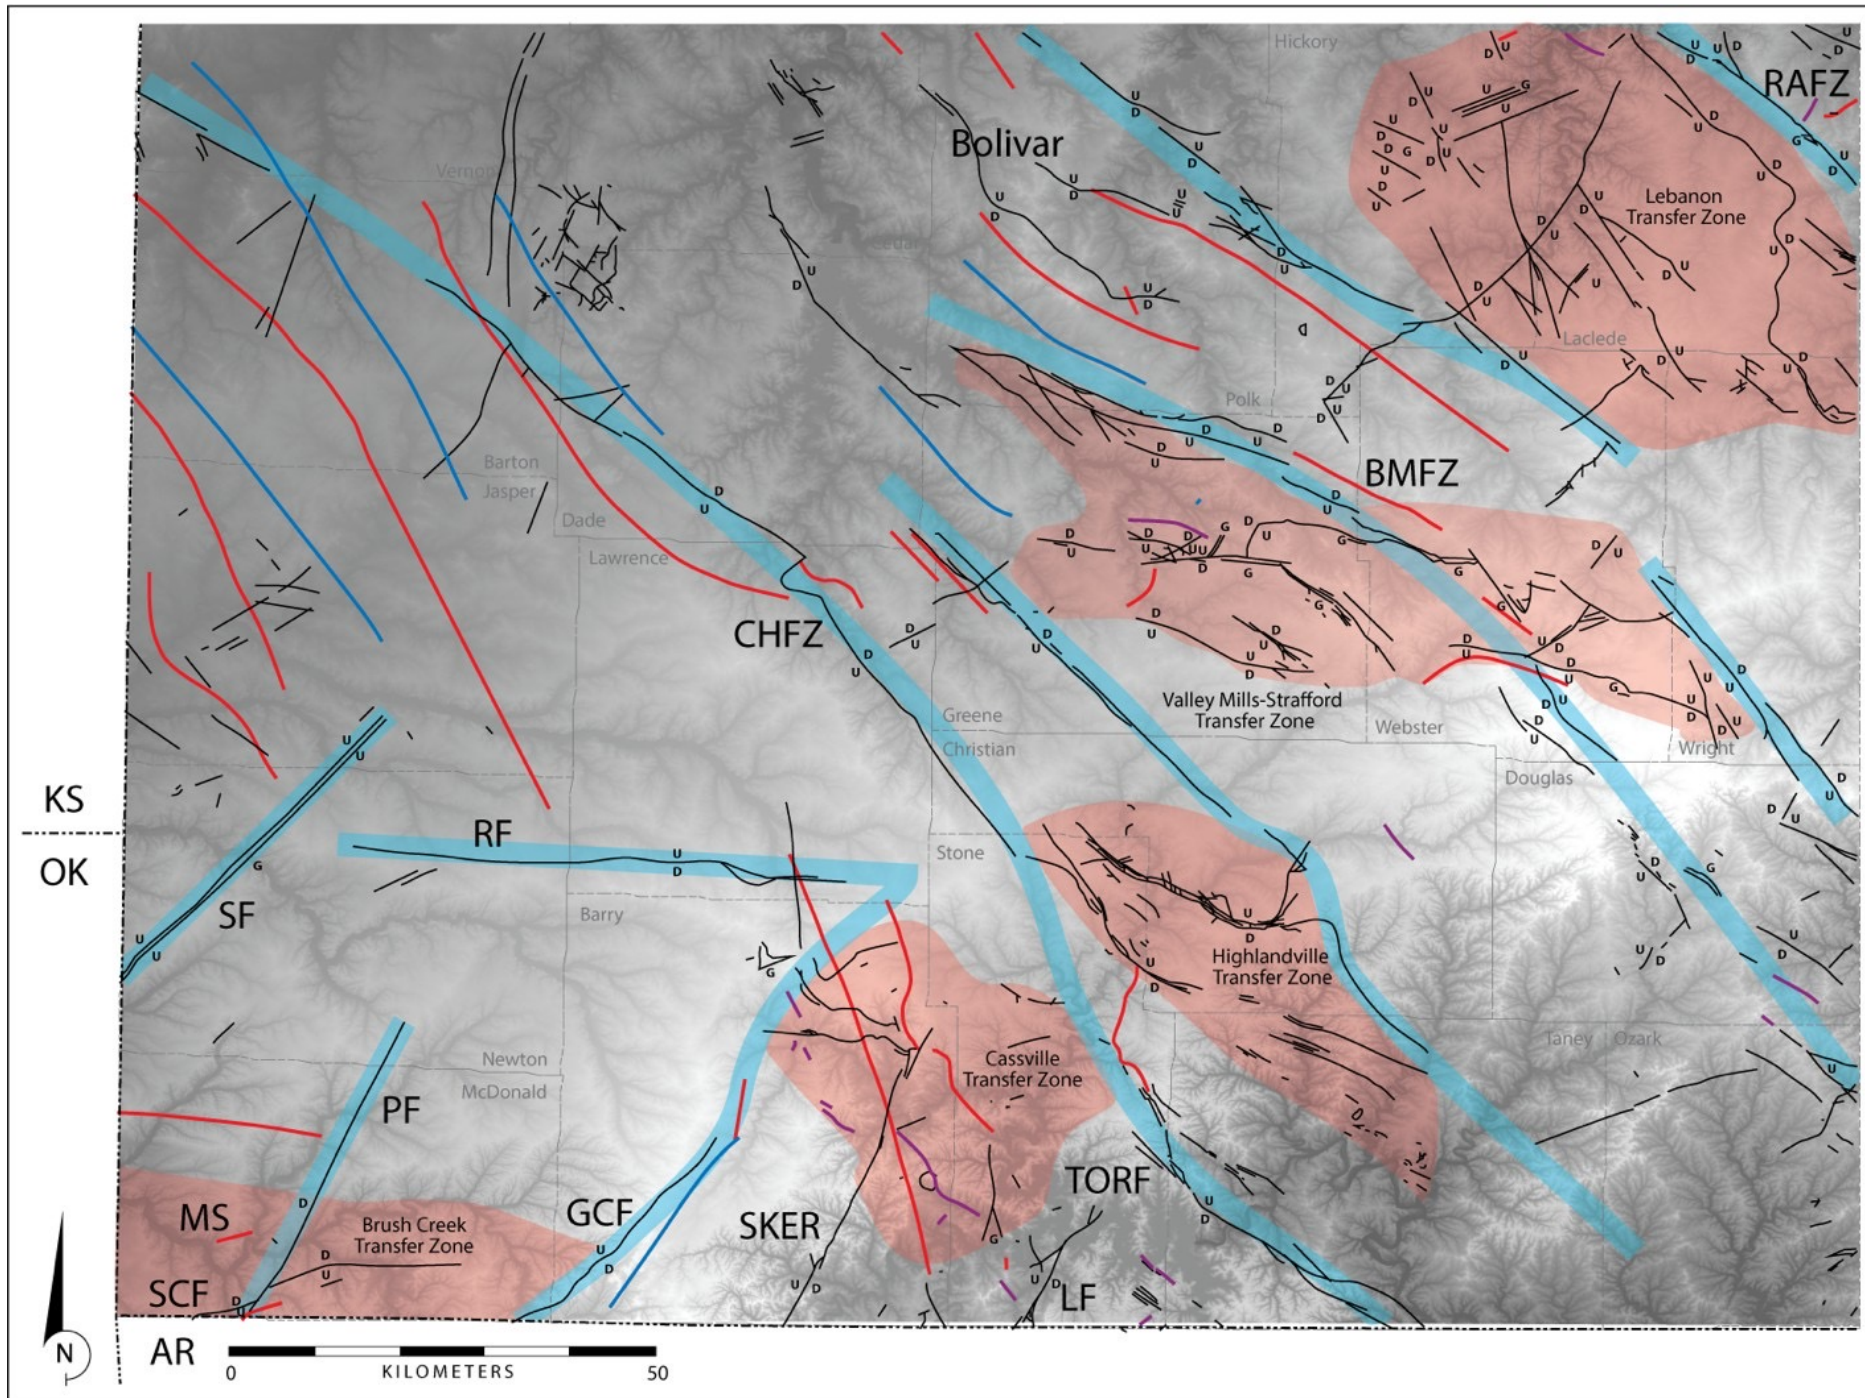 Hickory
RAFZ
Bolivar
Vernon
Cedar
Lebanon
Transfer Zone
Laclede
Polk
Barton
Jasper
BMFZ
Dade
Lawrence
CHFZ
Valley Mills-Strafford
Transfer Zone
Greene
Christian
Webster
Wright
Douglas
KS
OK
RF
Stone
SF
Barry
Highlandville
Transfer Zone
Cassville
Transfer Zone
Taney
Ozark
Newton
McDonald
PF
MS
Brush Creek
Transfer Zone
GCF
SKER
TORF
SCF
LF
AR
N
0
KILOMETERS
50